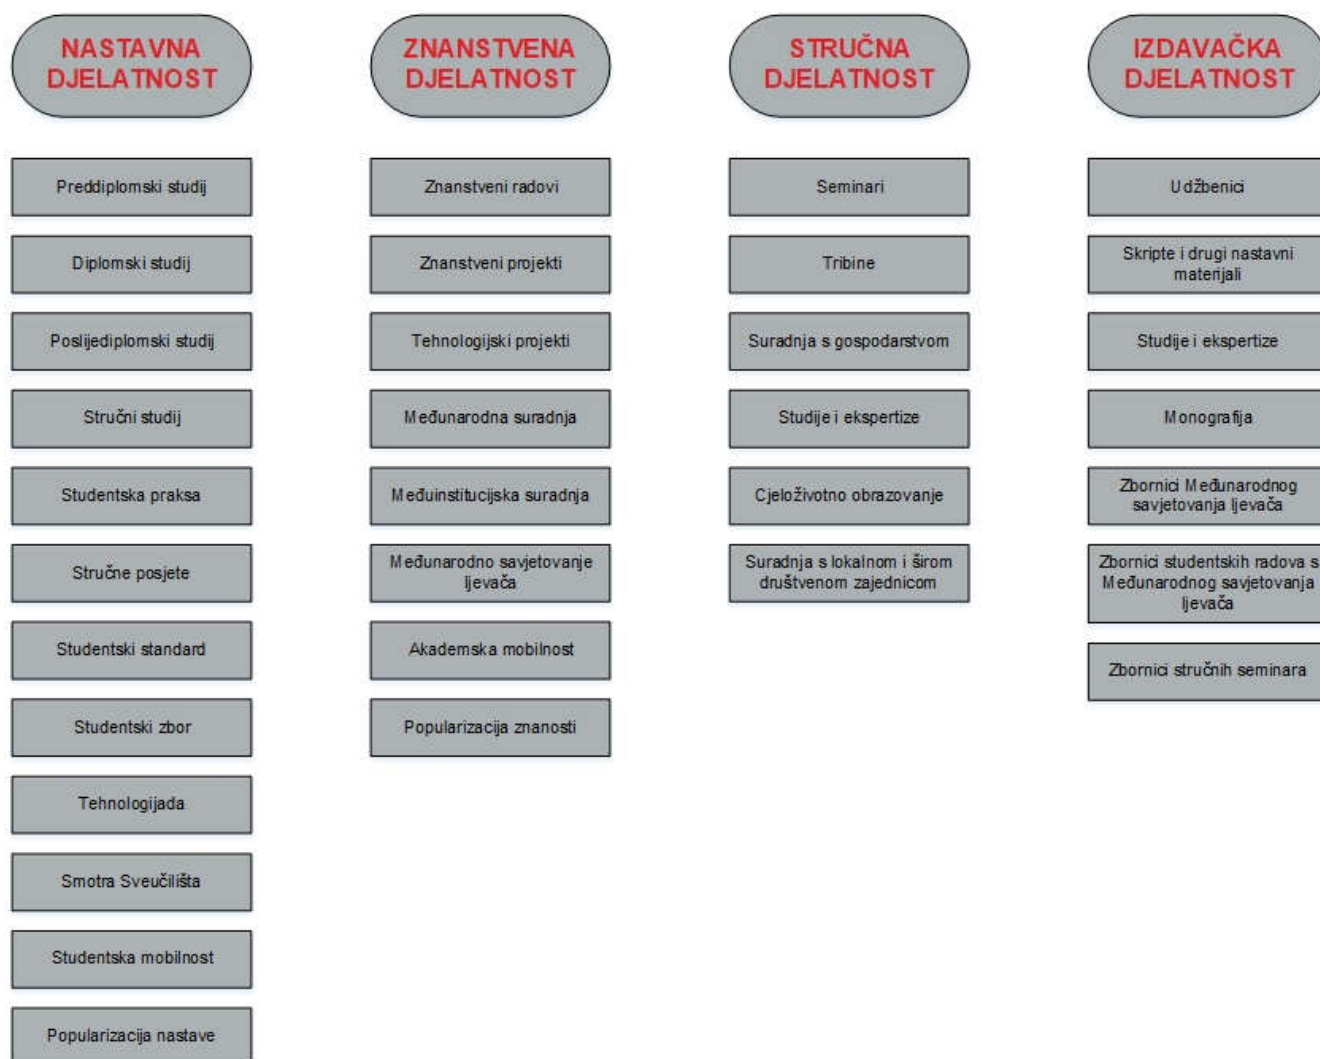 NASTAVNA
DJELATNOST
Preddiplomski studij
Diplomski studij
Poslijediplomski studij
Stručni studij
Studentska praksa
Stručne posjete
Studentski standard
Studentski zbor
Tehnologijada
Smotra Sveučilišta
Studentska mobilnost
Popularizacija nastave
ZNANSTVENA
DJELATNOST
Znanstveni radovi
Znanstveni projekti
Tehnologijski projekti
Međunarodna suradnja
Međuinstitucijska suradnja
Međunarodno savjetovanje
ljevača
Akademska mobilnost
Popularizacija znanosti
STRUČNA
DJELATNOST
Seminari
Tribine
Suradnja s gospodarstvom
Studije i ekspertize
Cjeloživotno obrazovanje
Suradnja s lokalnom i širom
društvenom zajednicom
IZDAVAČKA
DJELATNOST
Udžbenici
Skripte i drugi nastavni
materijali
Studije i ekspertize
Monografija
Zbornici Međunarodnog
savjetovanja ljevača
Zbornici studentskih radova s
Međunarodnog savjetovanja
ljevača
Zbornici stručnih seminara